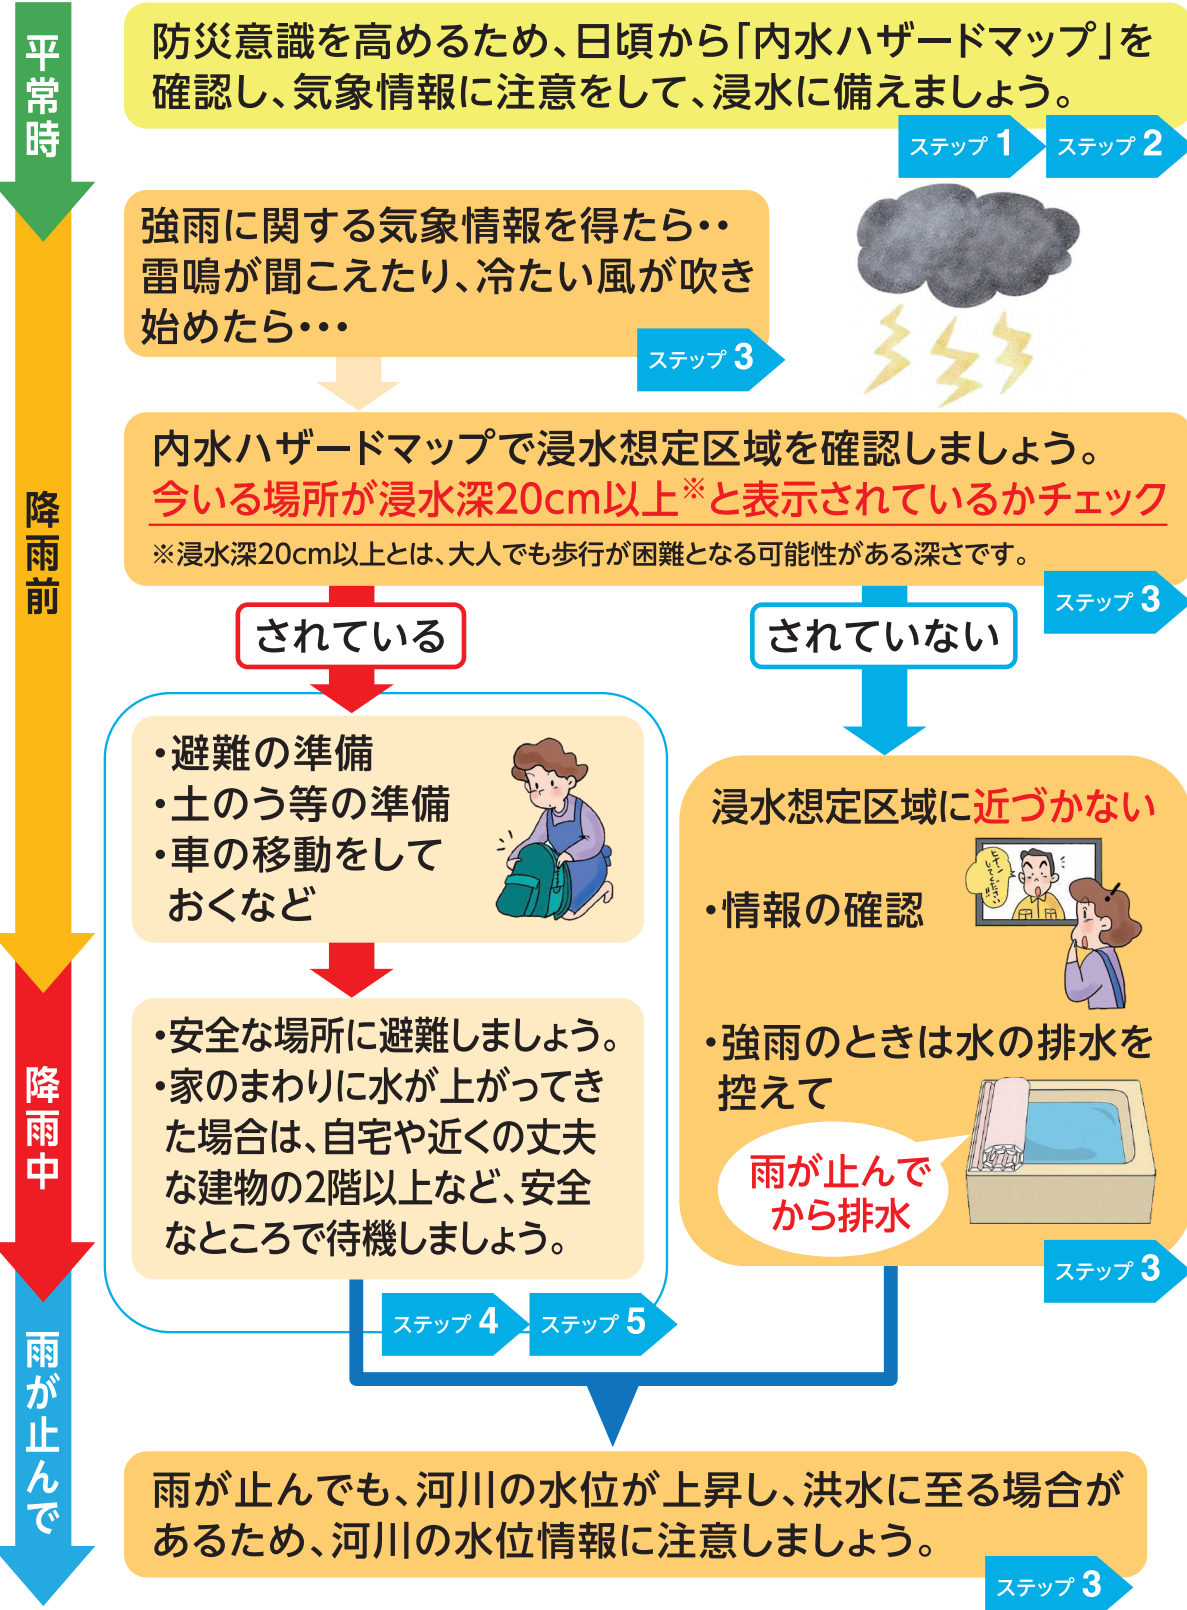 平常時
防災意識を高めるため、日頃から「内水ハザードマップ」を
確認し、気象情報に注意をして、浸水に備えましょう。
ステップ 1
ステップ 2
降雨前
強雨に関する気象情報を得たら・・
雷鳴が聞こえたり、冷たい風が吹き
始めたら・・・
ステップ 3
内水ハザードマップで浸水想定区域を確認しましょう。
今いる場所が浸水深20cm以上※と表示されているかチェック
※浸水深20cm以上とは、大人でも歩行が困難となる可能性がある深さです。
ステップ 3
されている
されていない
・避難の準備
・土のう等の準備
・車の移動をして
おくなど
浸水想定区域に近づかない
・情報の確認
・強雨のときは水の排水を
控えて
雨が止んで
から排水
ステップ 3
降雨中
・安全な場所に避難しましょう。
・家のまわりに水が上がってき
た場合は、自宅や近くの丈夫
な建物の2階以上など、安全
なところで待機しましょう。
ステップ 4
ステップ 5
雨が止んで
雨が止んでも、河川の水位が上昇し、洪水に至る場合が
あるため、河川の水位情報に注意しましょう。
ステップ 3